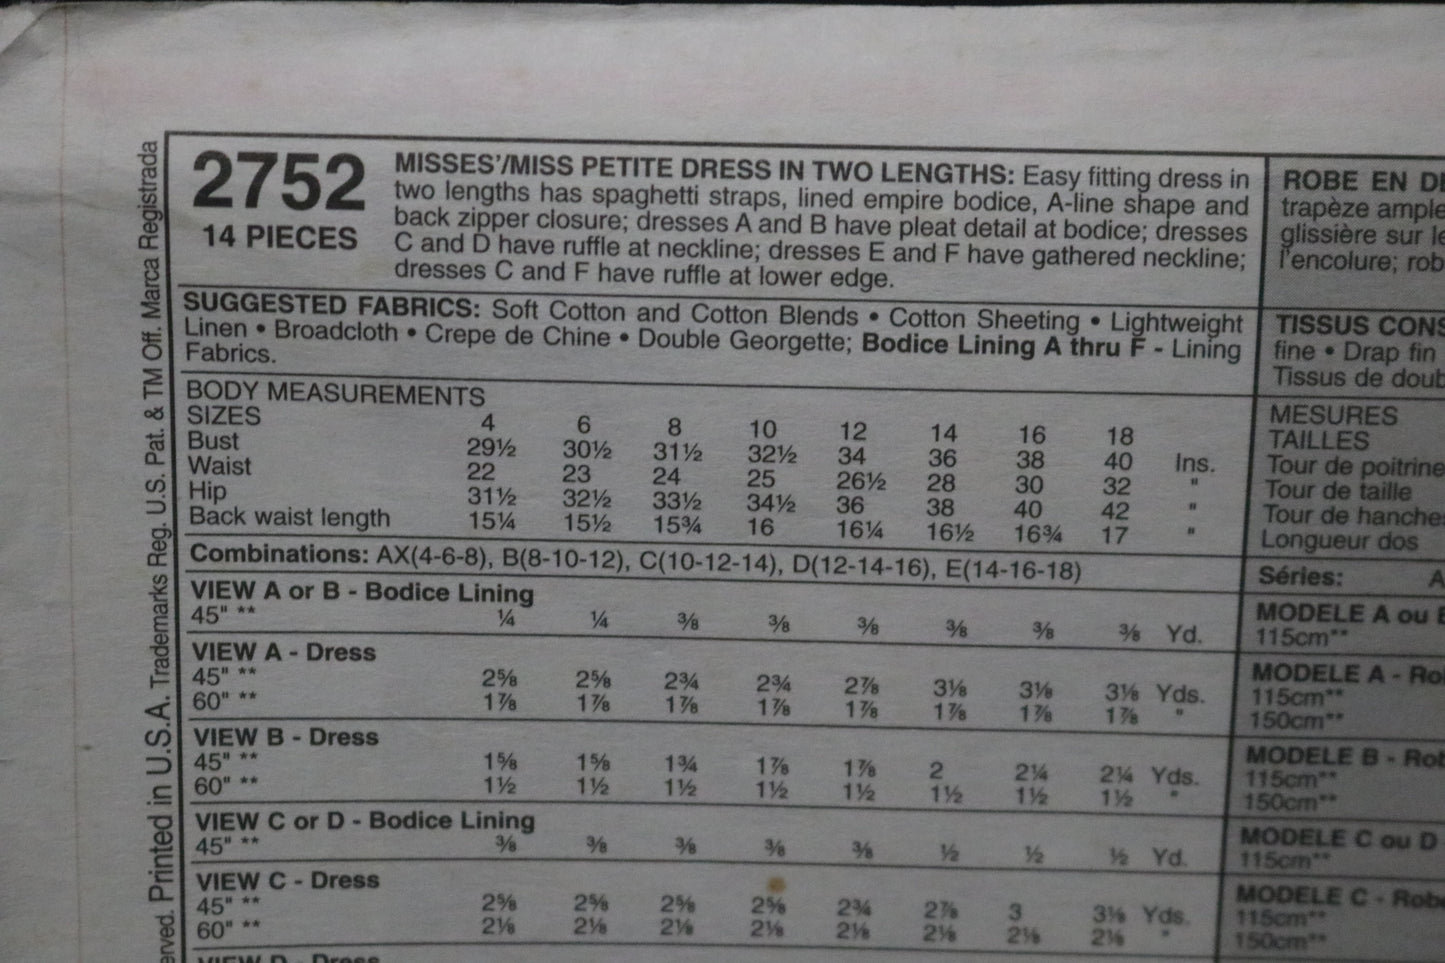 2752
14 PIECES
MISSES'/MISS PETITE DRESS IN TWO LENGTHS: Easy fitting dress in
two lengths has spaghetti straps, lined empire bodice, A-line shape and
back zipper closure; dresses A and B have pleat detail at bodice; dresses
C and D have ruffle at neckline; dresses E and F have gathered neckline;
dresses C and F have ruffle at lower edge.
SUGGESTED FABRICS: Soft Cotton and Cotton Blends • Cotton Sheeting • Lightweight
Linen • Broadcloth • Crepe de Chine • Double Georgette; Bodice Lining A thru F - Lining
Fabrics.
BODY MEASUREMENTS
SIZES 4 6 8 10 12 14 16 18
Bust 29½ 30½ 31½ 32½ 34 36 38 40 Ins.
Waist 22 23 24 25 26½ 28 30 32 "
Hip 31½ 32½ 33½ 34½ 36 38 40 42 "
Back waist length 15¼ 15½ 15¾ 16 16¼ 16½ 16¾ 17 "
Combinations: AX(4-6-8), B(8-10-12), C(10-12-14), D(12-14-16), E(14-16-18)
VIEW A or B - Bodice Lining
45" ** ¼ ¼ ⅜ ⅜ ⅜ ⅜ ⅜ ⅜ Yd.
VIEW A - Dress
45" ** 2⅝ 2⅝ 2¾ 2¾ 2⅞ 3⅛ 3⅛ 3⅛ Yds.
60" ** 1⅞ 1⅞ 1⅞ 1⅞ 1⅞ 1⅞ 1⅞ 1⅞ "
VIEW B - Dress
45" ** 1⅝ 1⅝ 1¾ 1⅞ 1⅞ 2 2¼ 2¼ Yds.
60" ** 1½ 1½ 1½ 1½ 1½ 1½ 1½ 1½ "
VIEW C or D - Bodice Lining
45" ** ⅜ ⅜ ⅜ ⅜ ⅜ ½ ½ ½ Yd.
VIEW C - Dress
45" ** 2⅝ 2⅝ 2⅝ 2⅝ 2¾ 2⅞ 3 3⅛ Yds.
60" ** 2⅛ 2⅛ 2⅛ 2⅛ 2⅛ 2⅛ 2⅛ 2⅛ "
VIEW D - Dress
ROBE EN
trapèze ample
glissière sur
l'encolure; rob
TISSUS CONS
fine • Drap fin
Tissus de doub
MESURES
TAILLES
Tour de poitrine
Tour de taille
Tour de hanche
Longueur dos
Séries: A
MODELE A ou
115cm**
MODELE A - Ro
115cm**
150cm**
MODELE B - Rob
115cm**
150cm**
MODELE C ou D
115cm**
MODELE C - Robe
115cm**
150cm**
erved. Printed in U.S.A. Trademarks Reg. U.S. Pat. & TM Off. Marca Registrada